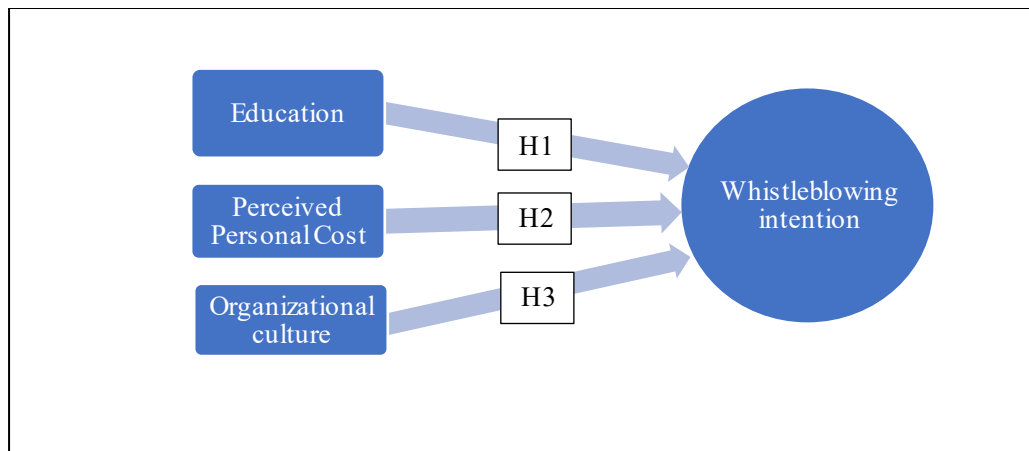 Education
H1
Perceived
Personal Cost
H2
Organizational
culture
H3
Whistleblowing
intention